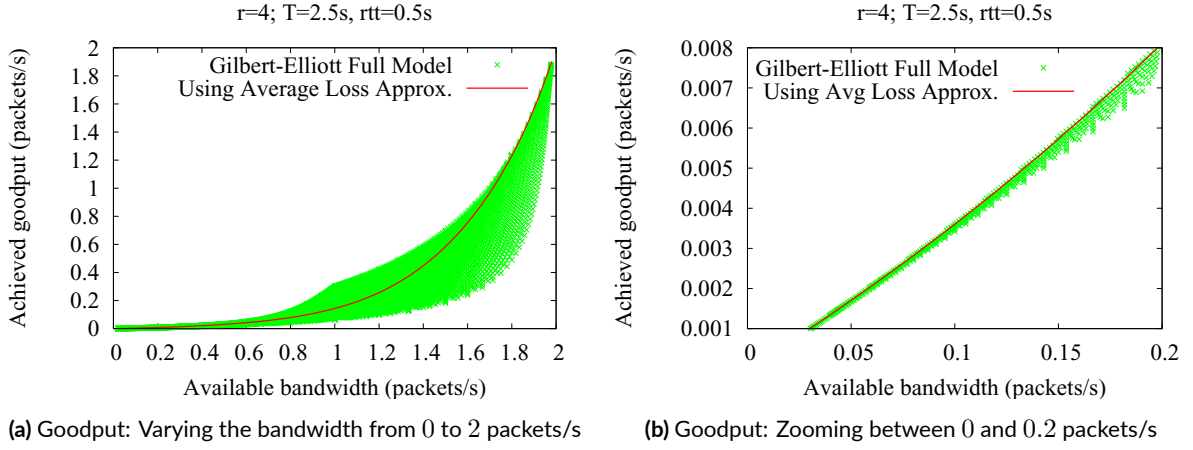 r=4; T=2.5s, rtt=0.5s
Achieved goodput (packets/s)
2
1.8
1.6
1.4
1.2
1
0.8
0.6
0.4
0.2
0
Gilbert-Elliott Full Model
Using Average Loss Approx.
0 0.2 0.4 0.6 0.8 1 1.2 1.4 1.6 1.8 2
Available bandwidth (packets/s)
(a) Goodput: Varying the bandwidth from 0 to 2 packets/s
r=4; T=2.5s, rtt=0.5s
Achieved goodput (packets/s)
0.008
0.007
0.006
0.005
0.004
0.003
0.002
0.001
Gilbert-Elliott Full Model
Using Avg Loss Approx.
0 0.05 0.1 0.15 0.2
Available bandwidth (packets/s)
(b) Goodput: Zooming between 0 and 0.2 packets/s